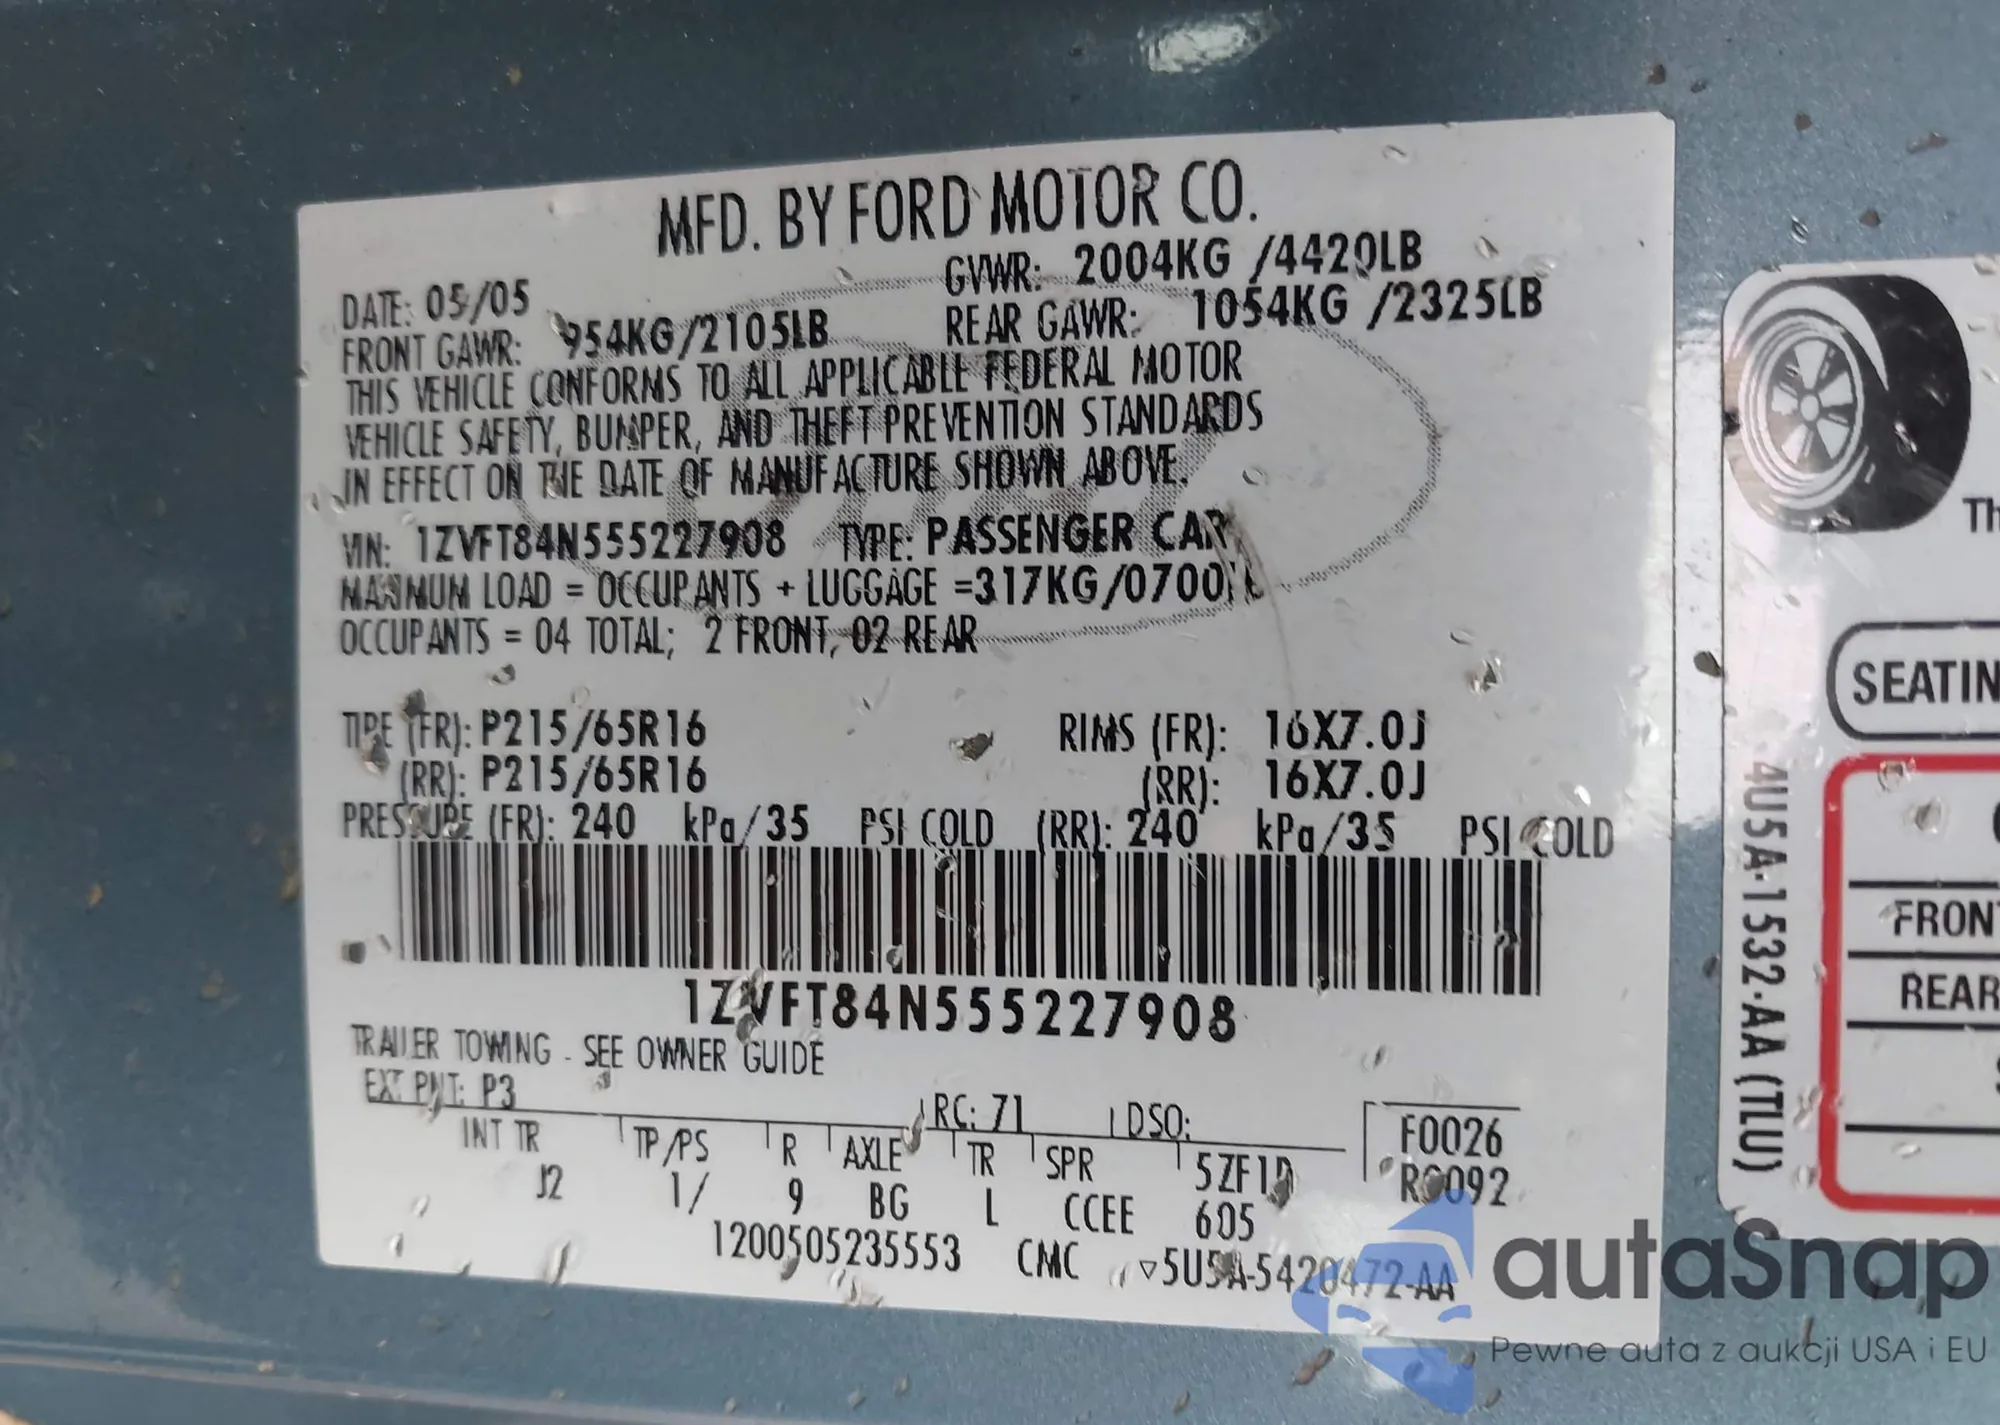 MFD. BY FORD MOTOR CO.
DATE: 05/05 GVWR: 2004KG /4420LB
FRONT GAWR: 954KG/2105LB REAR GAWR: 1054KG /2325LB
THIS VEHICLE CONFORMS TO ALL APPLICABLE FEDERAL MOTOR
VEHICLE SAFETY, BUMPER, AND THEFT PREVENTION STANDARDS
IN EFFECT ON THE DATE OF MANUFACTURE SHOWN ABOVE.
VIN: 1ZVFT84N555227908 TYPE: PASSENGER CAR
MAXIMUM LOAD = OCCUPANTS + LUGGAGE =317KG/0700
OCCUPANTS = 04 TOTAL; 2 FRONT, 02 REAR
TIRE (FR): P215/65R16 RIMS (FR): 16X7.0J
(RR): P215/65R16 (RR): 16X7.0J
PRESSURE (FR): 240 kPa/35 PSI COLD (RR): 240 kPa/35 PSI COLD
1ZVFT84N555227908
TRAILER TOWING - SEE OWNER GUIDE
EXT PNT: P3 RC: 71 DSO:
INT TR TP/PS R AXLE TR SPR 5ZF1D F0026
J2 1/ 9 BG L CCEE 605 R0092
1200505235553 CMC ▽5U5A-5420472-AA
Th
SEATIN
FRONT
REAR
4U5A-1532-AA (TLU)
autaSnap
Pewne auta z aukcji USA i EU